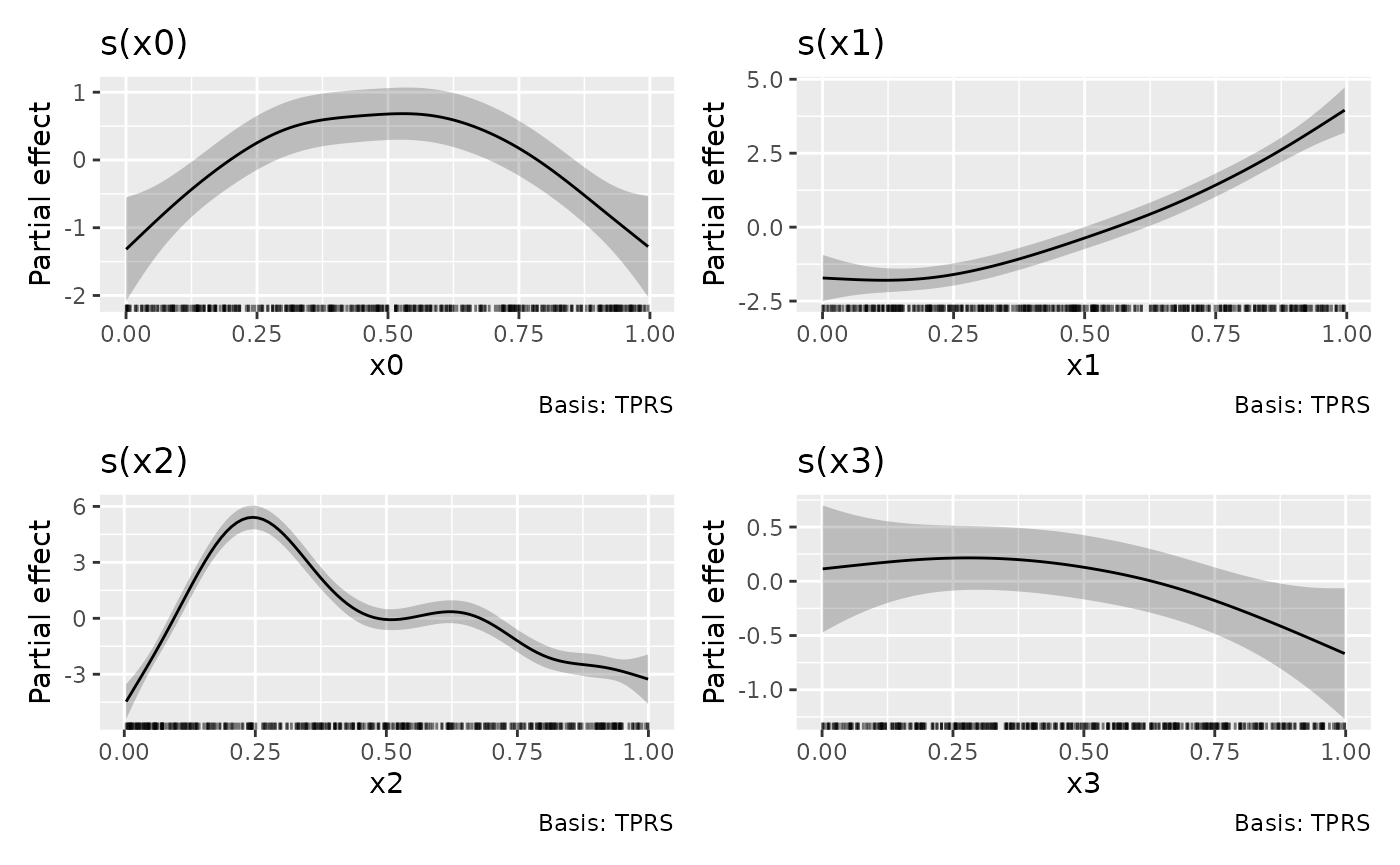 s(x0)
Partial effect
1
0
-1
-2
0.00 0.25 0.50 0.75 1.00
x0
Basis: TPRS
s(x1)
Partial effect
5.0
2.5
0.0
-2.5
0.00 0.25 0.50 0.75 1.00
x1
Basis: TPRS
s(x2)
Partial effect
6
3
0
-3
0.00 0.25 0.50 0.75 1.00
x2
Basis: TPRS
s(x3)
Partial effect
0.5
0.0
-0.5
-1.0
0.00 0.25 0.50 0.75 1.00
x3
Basis: TPRS